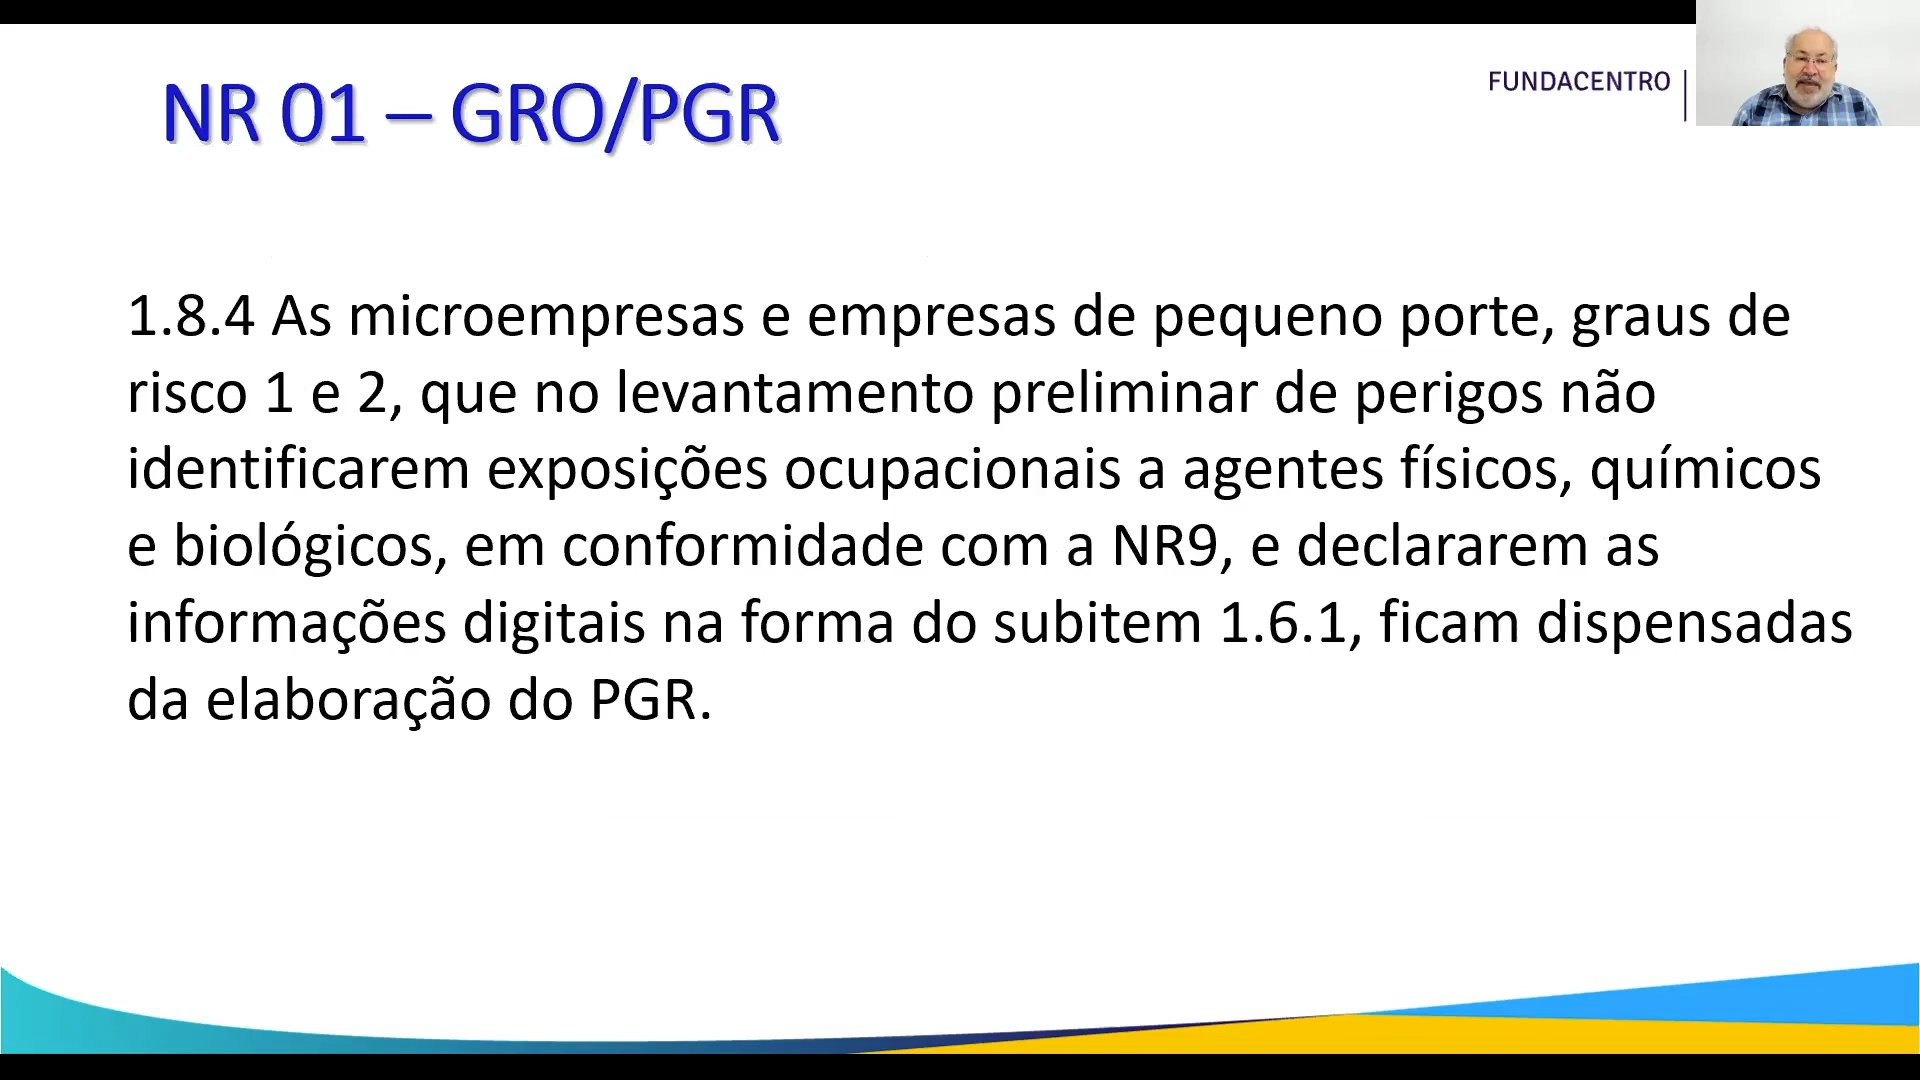 NR 01 – GRO/PGR
FUNDACENTRO
1.8.4 As microempresas e empresas de pequeno porte, graus de
risco 1 e 2, que no levantamento preliminar de perigos não
identificarem exposições ocupacionais a agentes físicos, químicos
e biológicos, em conformidade com a NR9, e declararem as
informações digitais na forma do subitem 1.6.1, ficam dispensadas
da elaboração do PGR.